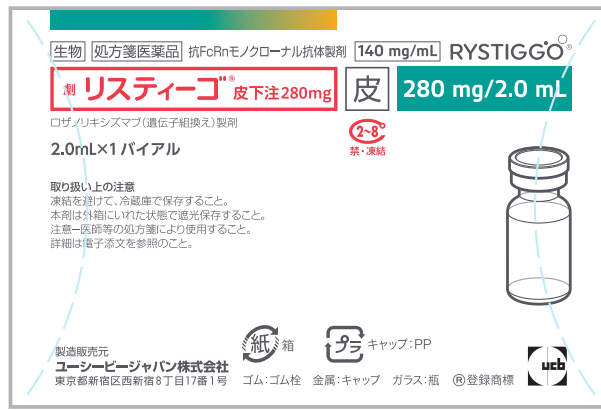 生物 処方箋医薬品 抗FcRnモノクローナル抗体製剤 140 mg/mL RYSTIGGO®
劇 リスティーゴ® 皮下注280mg 皮 280 mg/2.0 mL
ロザノリキシズマブ(遺伝子組換え)製剤
2.0mL×1バイアル
2~8°
禁・凍結
取り扱い上の注意
凍結を避けて、冷蔵庫で保存すること。
本剤は外箱にいれた状態で遮光保存すること。
注意ー医師等の処方箋により使用すること。
詳細は電子添文を参照のこと。
製造販売元
ユーシービージャパン株式会社
東京都新宿区西新宿8丁目17番1号
紙 箱 プラ キャップ:PP
ゴム:ゴム栓 金属:キャップ ガラス:瓶 ®登録商標
ucb